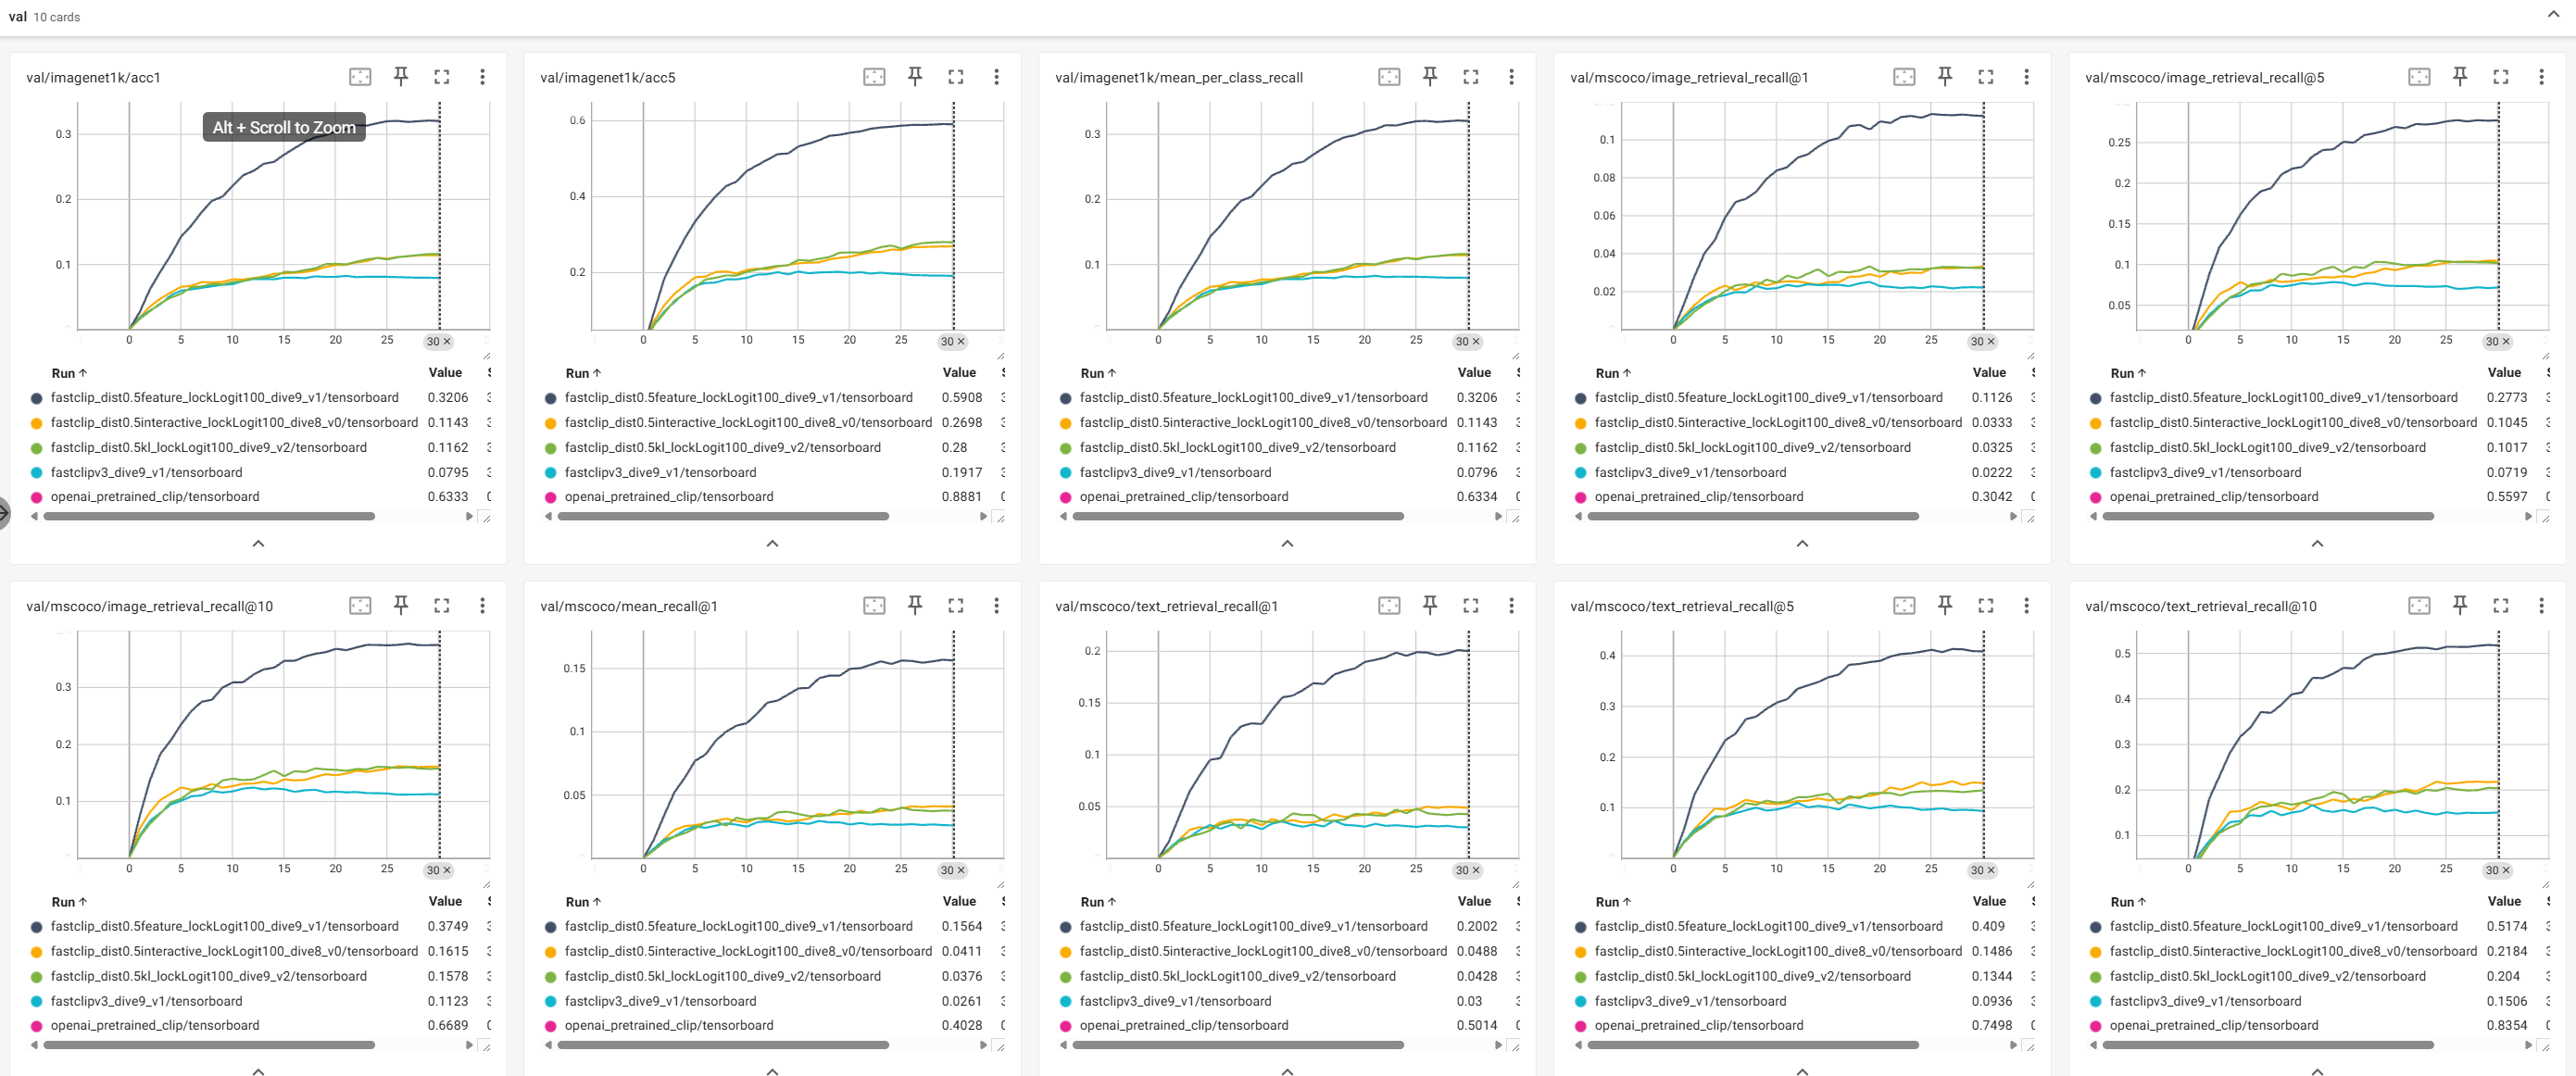 val 10 cards
val/imagenet1k/acc1
Alt + Scroll to Zoom
0.3
0.2
0.1
0 5 10 15 20 25 30 ×
Run ↑ Value
fastclip_dist0.5feature_lockLogit100_dive9_v1/tensorboard 0.3206
fastclip_dist0.5interactive_lockLogit100_dive8_v0/tensorboard 0.1143
fastclip_dist0.5kl_lockLogit100_dive9_v2/tensorboard 0.1162
fastclipv3_dive9_v1/tensorboard 0.0795
openai_pretrained_clip/tensorboard 0.6333
val/imagenet1k/acc5
0.6
0.4
0.2
0 5 10 15 20 25 30 ×
Run ↑ Value
fastclip_dist0.5feature_lockLogit100_dive9_v1/tensorboard 0.5908
fastclip_dist0.5interactive_lockLogit100_dive8_v0/tensorboard 0.2698
fastclip_dist0.5kl_lockLogit100_dive9_v2/tensorboard 0.28
fastclipv3_dive9_v1/tensorboard 0.1917
openai_pretrained_clip/tensorboard 0.8881
val/imagenet1k/mean_per_class_recall
0.3
0.2
0.1
0 5 10 15 20 25 30 ×
Run ↑ Value
fastclip_dist0.5feature_lockLogit100_dive9_v1/tensorboard 0.3206
fastclip_dist0.5interactive_lockLogit100_dive8_v0/tensorboard 0.1143
fastclip_dist0.5kl_lockLogit100_dive9_v2/tensorboard 0.1162
fastclipv3_dive9_v1/tensorboard 0.0796
openai_pretrained_clip/tensorboard 0.6334
val/mscoco/image_retrieval_recall@1
0.1
0.08
0.06
0.04
0.02
0 5 10 15 20 25 30 ×
Run ↑ Value
fastclip_dist0.5feature_lockLogit100_dive9_v1/tensorboard 0.1126
fastclip_dist0.5interactive_lockLogit100_dive8_v0/tensorboard 0.0333
fastclip_dist0.5kl_lockLogit100_dive9_v2/tensorboard 0.0325
fastclipv3_dive9_v1/tensorboard 0.0222
openai_pretrained_clip/tensorboard 0.3042
val/mscoco/image_retrieval_recall@5
0.25
0.2
0.15
0.1
0.05
0 5 10 15 20 25 30 ×
Run ↑ Value
fastclip_dist0.5feature_lockLogit100_dive9_v1/tensorboard 0.2773
fastclip_dist0.5interactive_lockLogit100_dive8_v0/tensorboard 0.1045
fastclip_dist0.5kl_lockLogit100_dive9_v2/tensorboard 0.1017
fastclipv3_dive9_v1/tensorboard 0.0719
openai_pretrained_clip/tensorboard 0.5597
val/mscoco/image_retrieval_recall@10
0.3
0.2
0.1
0 5 10 15 20 25 30 ×
Run ↑ Value
fastclip_dist0.5feature_lockLogit100_dive9_v1/tensorboard 0.3749
fastclip_dist0.5interactive_lockLogit100_dive8_v0/tensorboard 0.1615
fastclip_dist0.5kl_lockLogit100_dive9_v2/tensorboard 0.1578
fastclipv3_dive9_v1/tensorboard 0.1123
openai_pretrained_clip/tensorboard 0.6689
val/mscoco/mean_recall@1
0.15
0.1
0.05
0 5 10 15 20 25 30 ×
Run ↑ Value
fastclip_dist0.5feature_lockLogit100_dive9_v1/tensorboard 0.1564
fastclip_dist0.5interactive_lockLogit100_dive8_v0/tensorboard 0.0411
fastclip_dist0.5kl_lockLogit100_dive9_v2/tensorboard 0.0376
fastclipv3_dive9_v1/tensorboard 0.0261
openai_pretrained_clip/tensorboard 0.4028
val/mscoco/text_retrieval_recall@1
0.2
0.15
0.1
0.05
0 5 10 15 20 25 30 ×
Run ↑ Value
fastclip_dist0.5feature_lockLogit100_dive9_v1/tensorboard 0.2002
fastclip_dist0.5interactive_lockLogit100_dive8_v0/tensorboard 0.0488
fastclip_dist0.5kl_lockLogit100_dive9_v2/tensorboard 0.0428
fastclipv3_dive9_v1/tensorboard 0.03
openai_pretrained_clip/tensorboard 0.5014
val/mscoco/text_retrieval_recall@5
0.4
0.3
0.2
0.1
0 5 10 15 20 25 30 ×
Run ↑ Value
fastclip_dist0.5feature_lockLogit100_dive9_v1/tensorboard 0.409
fastclip_dist0.5interactive_lockLogit100_dive8_v0/tensorboard 0.1486
fastclip_dist0.5kl_lockLogit100_dive9_v2/tensorboard 0.1344
fastclipv3_dive9_v1/tensorboard 0.0936
openai_pretrained_clip/tensorboard 0.7498
val/mscoco/text_retrieval_recall@10
0.5
0.4
0.3
0.2
0.1
0 5 10 15 20 25 30 ×
Run ↑ Value
fastclip_dist0.5feature_lockLogit100_dive9_v1/tensorboard 0.5174
fastclip_dist0.5interactive_lockLogit100_dive8_v0/tensorboard 0.2184
fastclip_dist0.5kl_lockLogit100_dive9_v2/tensorboard 0.204
fastclipv3_dive9_v1/tensorboard 0.1506
openai_pretrained_clip/tensorboard 0.8354